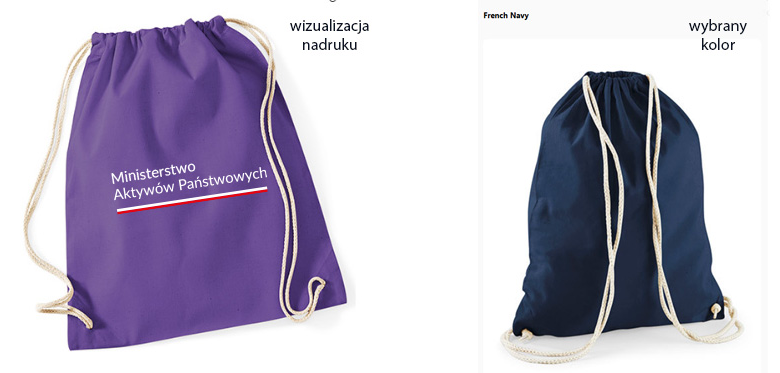 wizualizacja
nadruku
French Navy
wybrany
kolor
Ministerstwo
Aktywów Państwowych